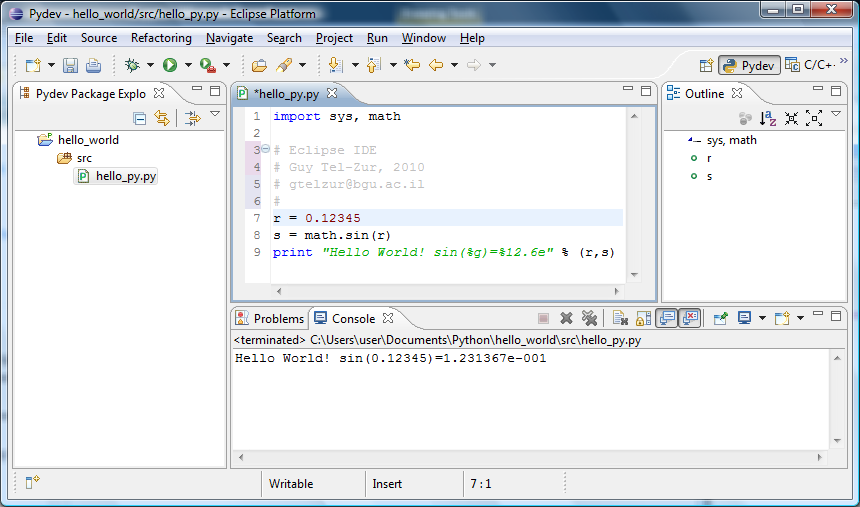 Pydev - hello_world/src/hello_py.py - Eclipse Platform
File Edit Source Refactoring Navigate Search Project Run Window Help
Pydev C/C+ »
Pydev Package Explo
*hello_py.py
Outline
hello_world
src
hello_py.py
1 import sys, math
2
3 # Eclipse IDE
4 # Guy Tel-Zur, 2010
5 # gtelzur@bgu.ac.il
6 #
7 r = 0.12345
8 s = math.sin(r)
9 print "Hello World! sin(%g)=%12.6e" % (r,s)
sys, math
r
s
Problems Console
<terminated> C:\Users\user\Documents\Python\hello_world\src\hello_py.py
Hello World! sin(0.12345)=1.231367e-001
Writable Insert 7 : 1